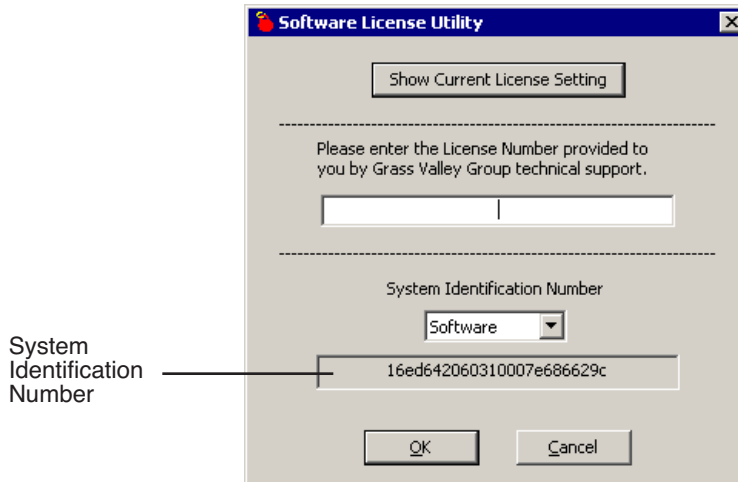 Software License Utility
Show Current License Setting
Please enter the License Number provided to
you by Grass Valley Group technical support.
System Identification Number
Software
System
Identification
Number
16ed642060310007e686629c
OK
Cancel